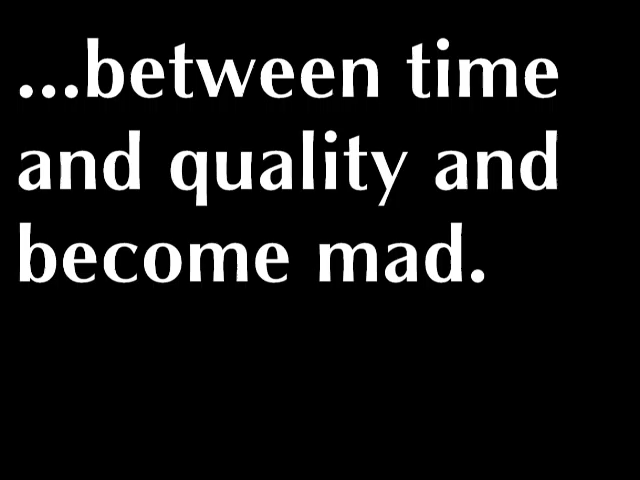 ...between time
and quality and
become mad.